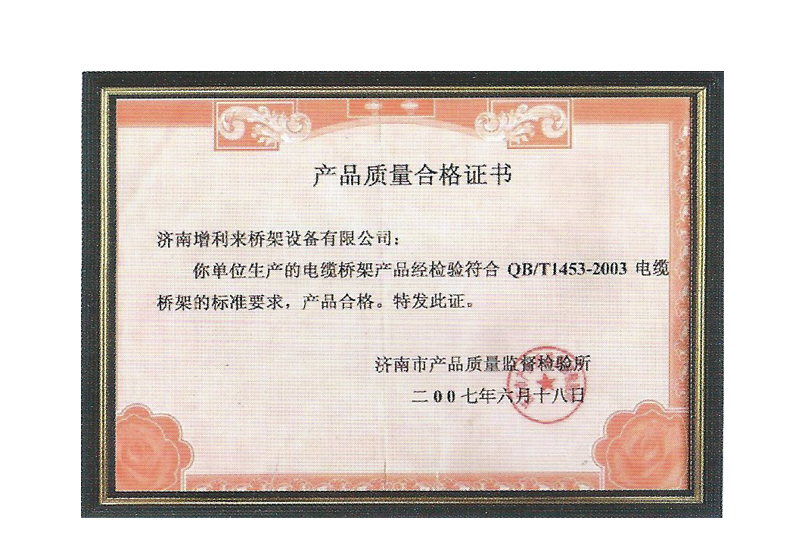 产品质量合格证书
济南增利来桥架设备有限公司：
你单位生产的电缆桥架产品经检验符合 QB/T1453-2003 电缆
桥架的标准要求，产品合格。特发此证。
济南市产品质量监督检验所
二00七年六月十八日